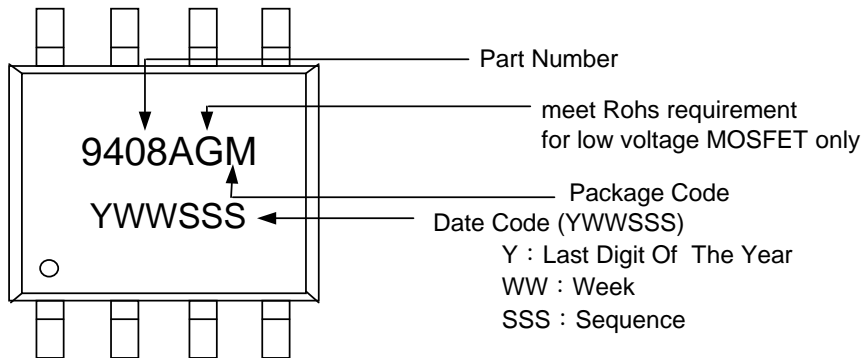 Part Number
meet Rohs requirement
for low voltage MOSFET only
9408AGM
Package Code
YWWSSS
Date Code (YWWSSS)
Y：Last Digit Of The Year
WW：Week
SSS：Sequence